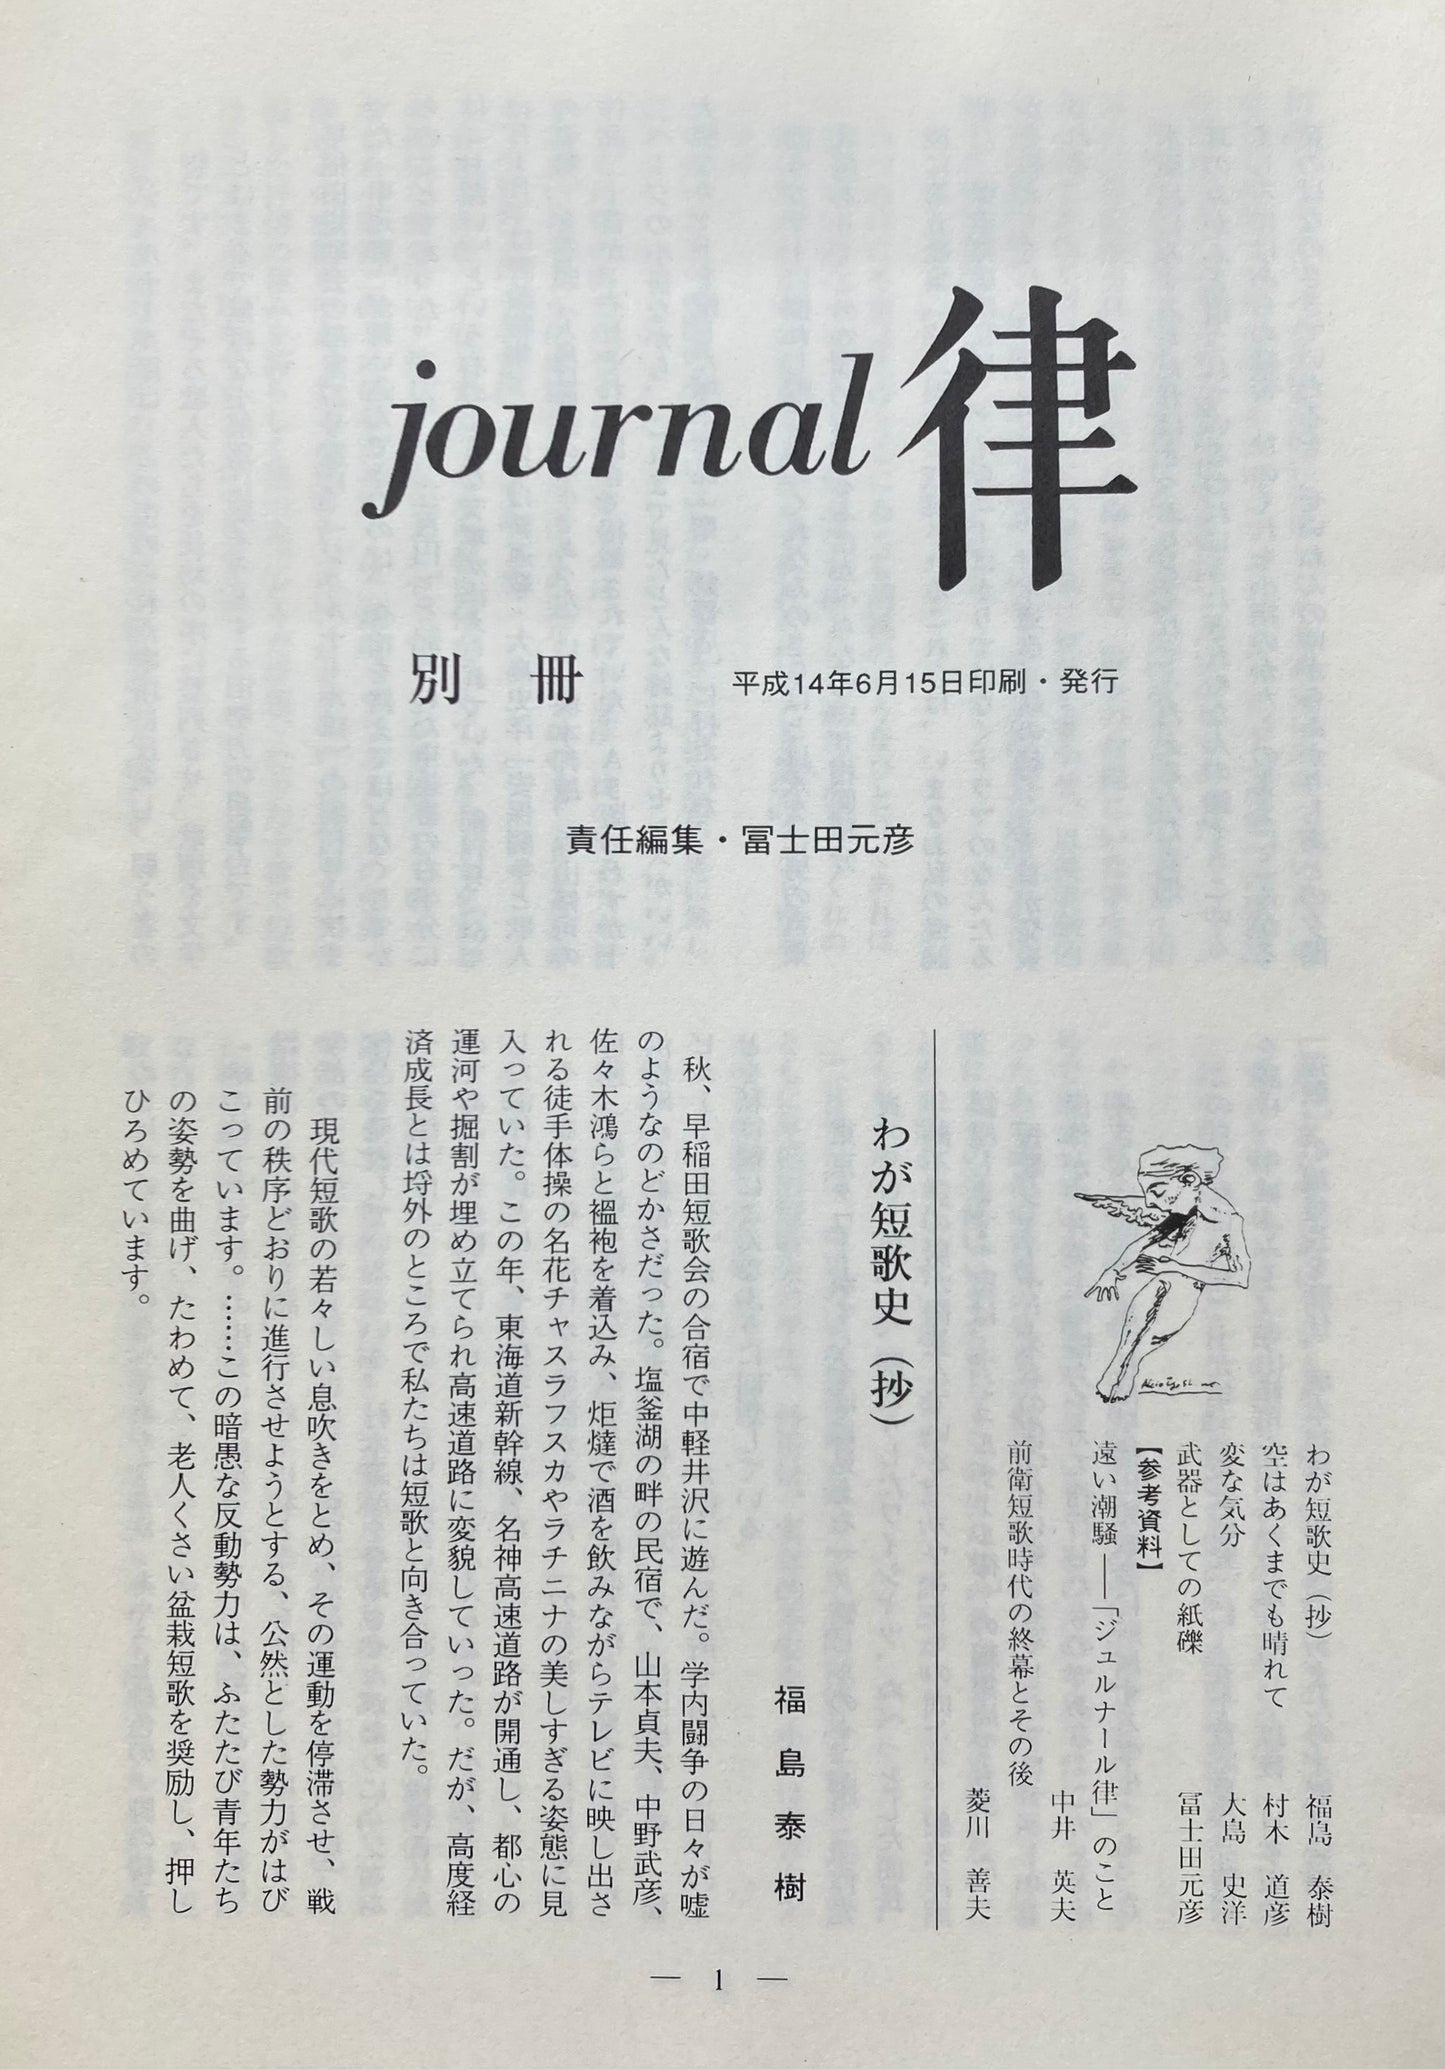 journal 律
別冊
平成14年6月15日印刷・発行
責任編集・冨士田元彦
わが短歌史(抄) 福島 泰樹
空はあくまでも晴れて 村木 道彦
変な気分 大島 史洋
武器としての紙礫 冨士田元彦
【参考資料】
遠い潮騒――「ジュルナール律」のこと
中井 英夫
前衛短歌時代の終幕とその後
菱川 善夫
わが短歌史(抄)
福島泰樹
秋、早稲田短歌会の合宿で中軽井沢に遊んだ。学内闘争の日々が嘘
のようなのどかさだった。塩釜湖の畔の民宿で、山本貞夫、中野武彦、
佐々木鴻らと褞袍を着込み、炬燵で酒を飲みながらテレビに映し出さ
れる徒手体操の名花チャスラフスカやラチニナの美しすぎる姿態に見
入っていた。この年、東海道新幹線、名神高速道路が開通し、都心の
運河や掘割が埋め立てられ高速道路に変貌していった。だが、高度経
済成長とは埒外のところで私たちは短歌と向き合っていた。
現代短歌の若々しい息吹きをとめ、その運動を停滞させ、戦
前の秩序どおりに進行させようとする、公然とした勢力がはび
こっています。……この暗愚な反動勢力は、ふたたび青年たち
の姿勢を曲げ、たわめて、老人くさい盆栽短歌を奨励し、押し
ひろめています。
— 1 —